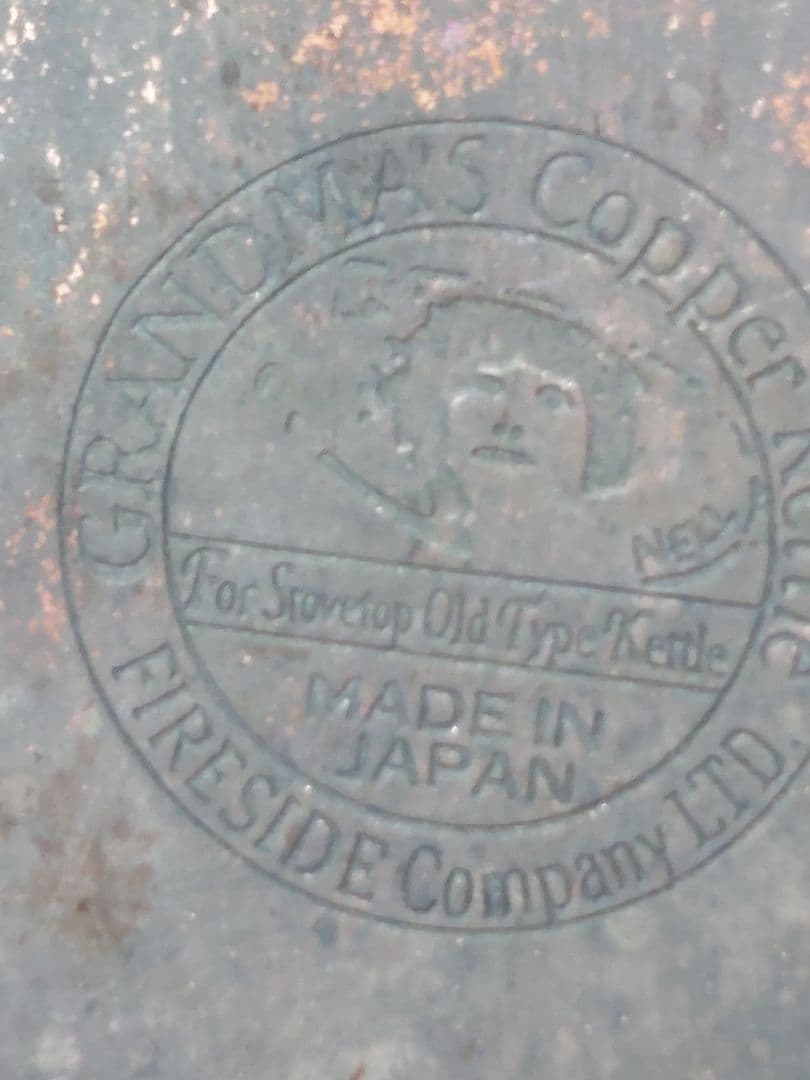 GRANDMA'S Copper Kettle
NEW
For Stovetop Old Type Kettle
MADE IN
JAPAN
FIRESIDE Company LTD.